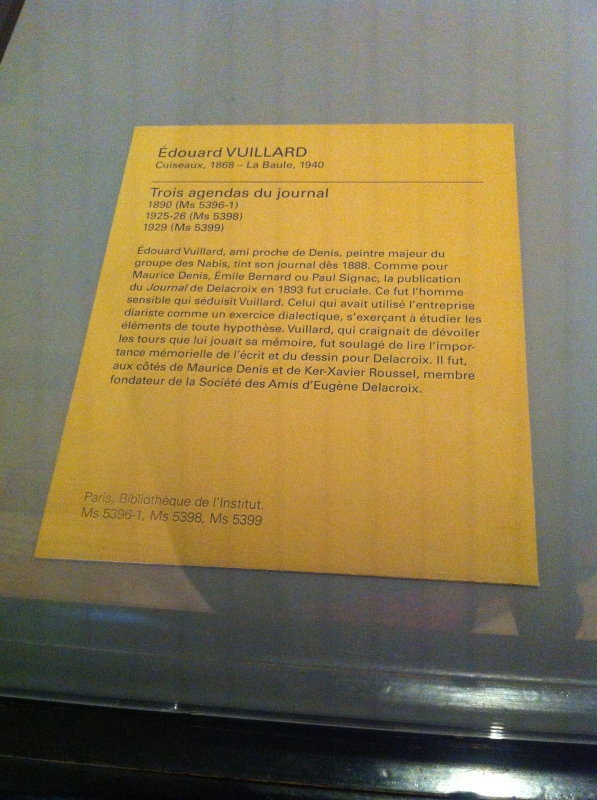 Édouard VUILLARD
Cuiseaux, 1868 – La Baule, 1940
Trois agendas du journal
1890 (Ms 5396-1)
1925-26 (Ms 5398)
1929 (Ms 5399)
Édouard Vuillard, ami proche de Denis, peintre majeur du
groupe des Nabis, tint son journal dès 1888. Comme pour
Maurice Denis, Émile Bernard ou Paul Signac, la publication
du Journal de Delacroix en 1893 fut cruciale. Ce fut l'homme
sensible qui séduisit Vuillard. Celui qui avait utilisé l'entreprise
diariste comme un exercice dialectique, s'exerçant à étudier les
éléments de toute hypothèse. Vuillard, qui craignait de dévoiler
les tours que lui jouait sa mémoire, fut soulagé de lire l'impor-
tance mémorielle de l'écrit et du dessin pour Delacroix. Il fut,
aux côtés de Maurice Denis et de Ker-Xavier Roussel, membre
fondateur de la Société des Amis d'Eugène Delacroix.
Paris, Bibliothèque de l'Institut.
Ms 5396-1, Ms 5398, Ms 5399